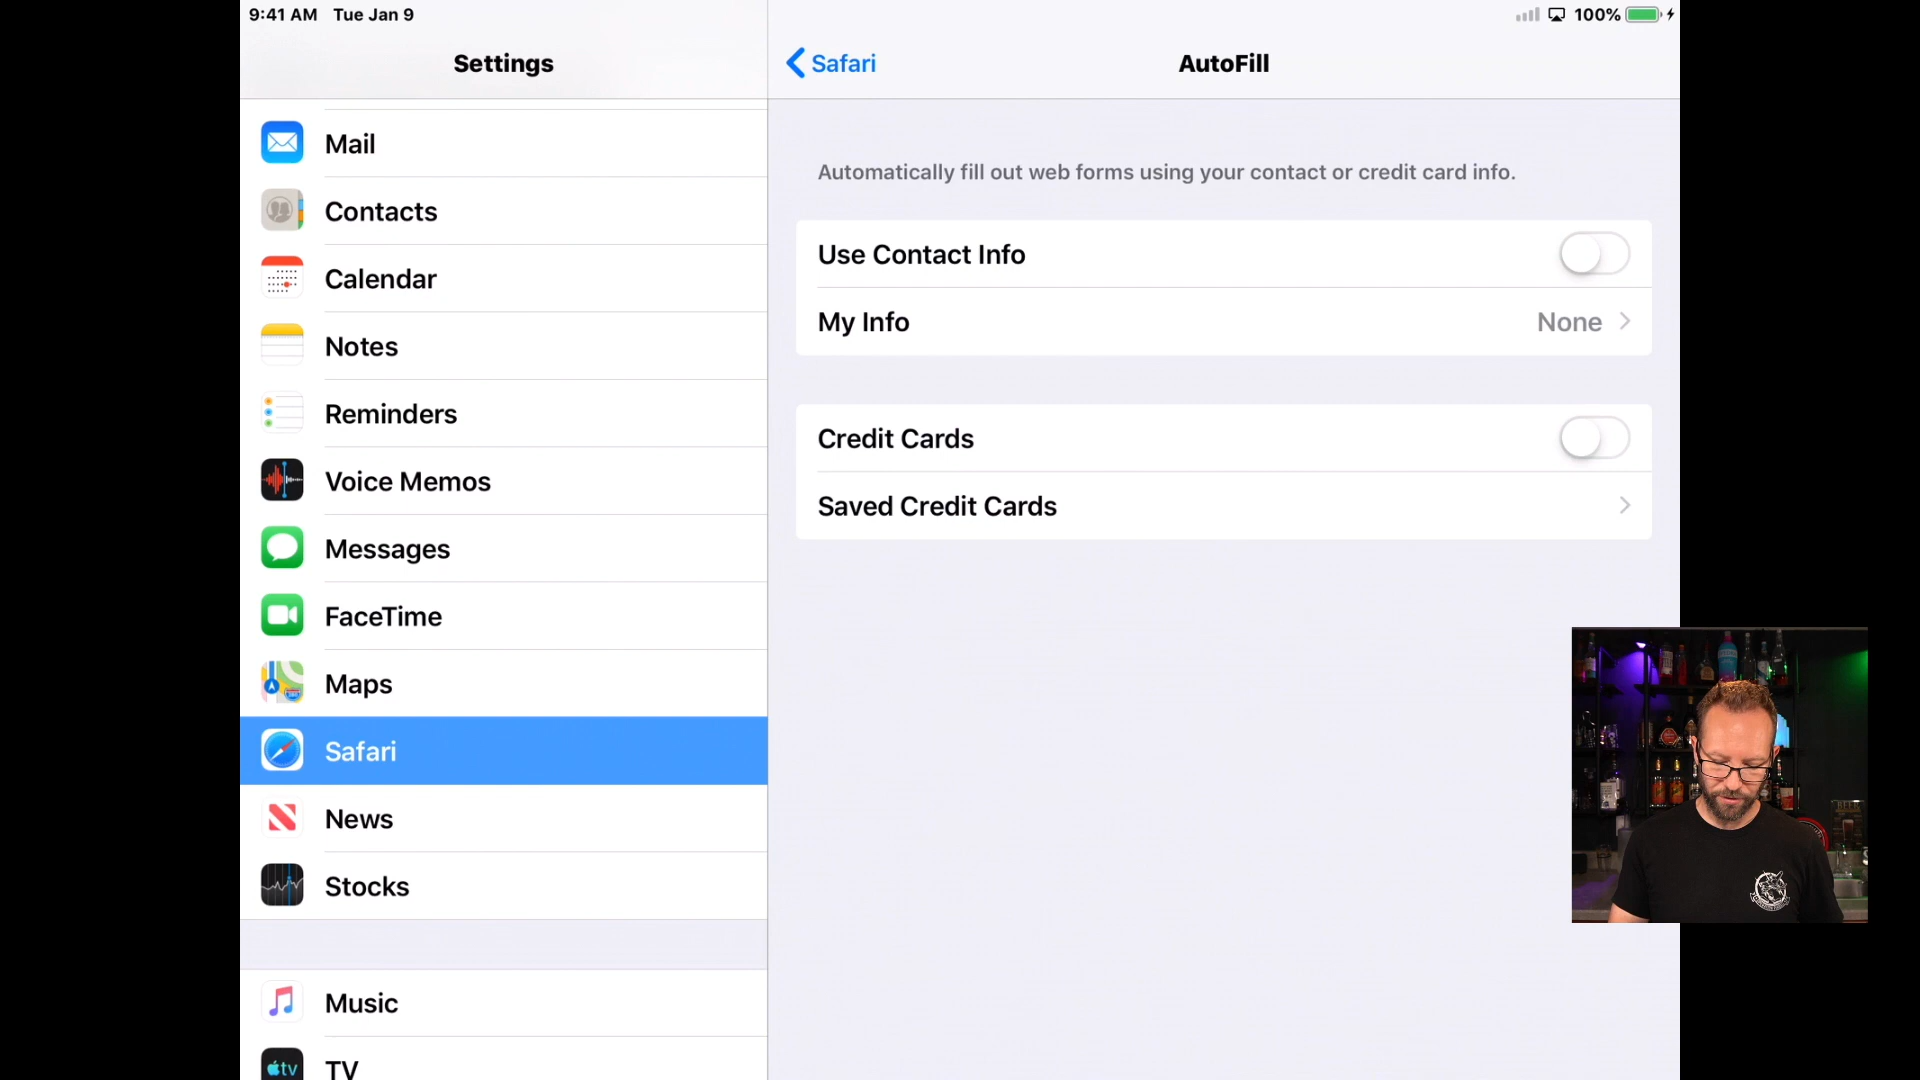 9:41 AM Tue Jan 9
100%
Settings
Safari
AutoFill
Mail
Contacts
Calendar
Notes
Reminders
Voice Memos
Messages
FaceTime
Maps
Safari
News
Stocks
Music
tv TV
Automatically fill out web forms using your contact or credit card info.
Use Contact Info
My Info None
Credit Cards
Saved Credit Cards